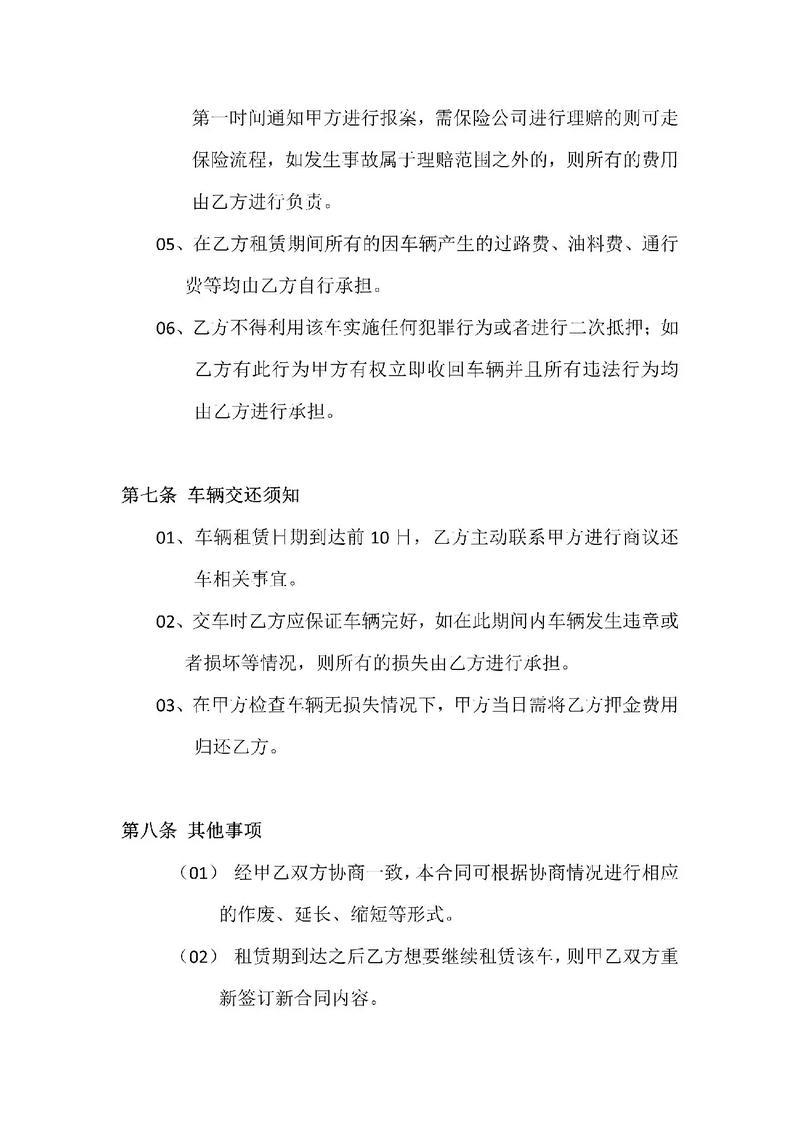 第一时间通知甲方进行报案，需保险公司进行理赔的则可走
保险流程，如发生事故属于理赔范围之外的，则所有的费用
由乙方进行负责。
05、在乙方租赁期间所有的因车辆产生的过路费、油料费、通行
费等均由乙方自行承担。
06、乙方不得利用该车实施任何犯罪行为或者进行二次抵押；如
乙方有此行为甲方有权立即收回车辆并且所有违法行为均
由乙方进行承担。
第七条 车辆交还须知
01、车辆租赁日期到达前 10 日，乙方主动联系甲方进行商议还
车相关事宜。
02、交车时乙方应保证车辆完好，如在此期间内车辆发生违章或
者损坏等情况，则所有的损失由乙方进行承担。
03、在甲方检查车辆无损失情况下，甲方当日需将乙方押金费用
归还乙方。
第八条 其他事项
（01） 经甲乙双方协商一致，本合同可根据协商情况进行相应
的作废、延长、缩短等形式。
（02） 租赁期到达之后乙方想要继续租赁该车，则甲乙双方重
新签订新合同内容。